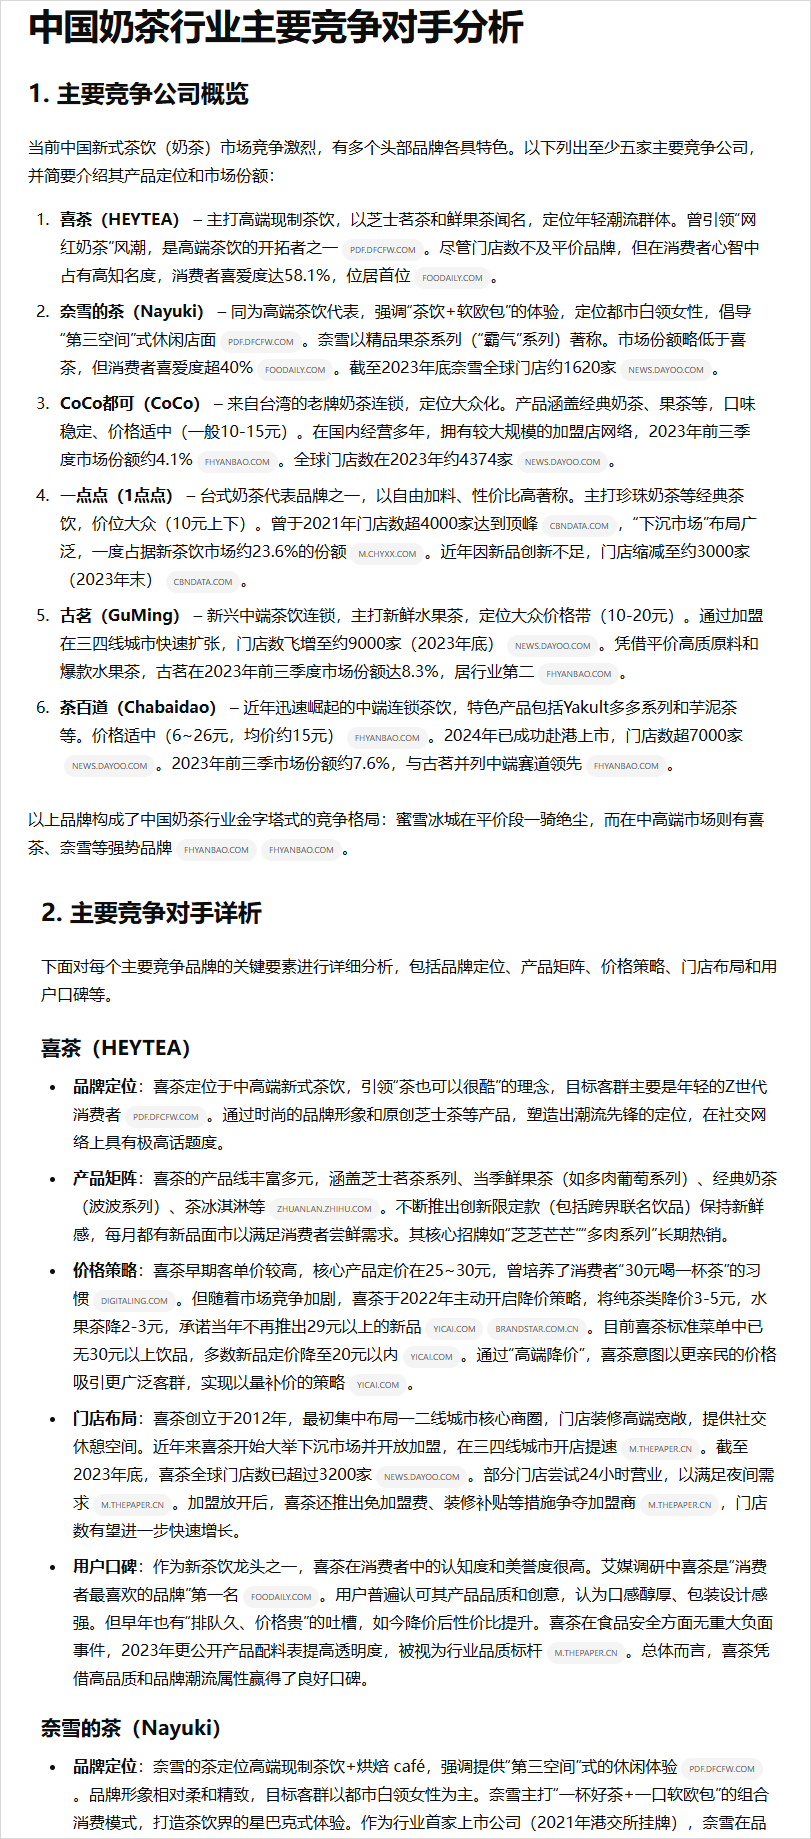 中国奶茶行业主要竞争对手分析
1. 主要竞争公司概览
当前中国新式茶饮（奶茶）市场竞争激烈，有多个头部品牌各具特色。以下列出至少五家主要竞争公司，
并简要介绍其产品定位和市场份额：
1. 喜茶（HEYTEA） – 主打高端现制茶饮，以芝士茗茶和鲜果茶闻名，定位年轻潮流群体。曾引领“网
红奶茶”风潮，是高端茶饮的开拓者之一 PDF.DFCFW.COM 。尽管门店数不及平价品牌，但在消费者心智中
占有高知名度，消费者喜爱度达58.1%，位居首位 FOODAILY.COM 。
2. 奈雪的茶（Nayuki） – 同为高端茶饮代表，强调“茶饮+软欧包”的体验，定位都市白领女性，倡导
“第三空间”式休闲店面 PDF.DFCFW.COM 。奈雪以精品果茶系列（“霸气”系列）著称。市场份额略低于喜
茶，但消费者喜爱度超40% FOODAILY.COM 。截至2023年底奈雪全球门店约1620家 NEWS.DAYOO.COM 。
3. CoCo都可（CoCo） – 来自台湾的老牌奶茶连锁，定位大众化。产品涵盖经典奶茶、果茶等，口味
稳定、价格适中（一般10-15元）。在国内经营多年，拥有较大规模的加盟店网络，2023年前三季
度市场份额约4.1% FHYANBAO.COM 。全球门店数在2023年约4374家 NEWS.DAYOO.COM 。
4. 一点点（1点点） – 台式奶茶代表品牌之一，以自由加料、性价比高著称。主打珍珠奶茶等经典茶
饮，价位大众（10元上下）。曾于2021年门店数超4000家达到顶峰 CBNDATA.COM ，“下沉市场”布局广
泛，一度占据新茶饮市场约23.6%的份额 M.CHYXX.COM 。近年因新品创新不足，门店缩减至约3000家
（2023年末） CBNDATA.COM 。
5. 古茗（GuMing） – 新兴中端茶饮连锁，主打新鲜水果茶，定位大众价格带（10-20元）。通过加盟
在三四线城市快速扩张，门店数飞增至约9000家（2023年底） NEWS.DAYOO.COM 。凭借平价高质原料和
爆款水果茶，古茗在2023年前三季度市场份额达8.3%，居行业第二 FHYANBAO.COM 。
6. 茶百道（Chabaidao） – 近年迅速崛起的中端连锁茶饮，特色产品包括Yakult多多系列和芋泥茶
等。价格适中（6~26元，均价约15元） FHYANBAO.COM 。2024年已成功赴港上市，门店数超7000家
NEWS.DAYOO.COM 。2023年前三季市场份额约7.6%，与古茗并列中端赛道领先 FHYANBAO.COM 。
以上品牌构成了中国奶茶行业金字塔式的竞争格局：蜜雪冰城在平价段一骑绝尘，而在中高端市场则有喜
茶、奈雪等强势品牌 FHYANBAO.COM FHYANBAO.COM 。
2. 主要竞争对手详析
下面对每个主要竞争品牌的关键要素进行详细分析，包括品牌定位、产品矩阵、价格策略、门店布局和用
户口碑等。
喜茶（HEYTEA）
• 品牌定位：喜茶定位于中高端新式茶饮，引领“茶也可以很酷”的理念，目标客群主要是年轻的Z世代
消费者 PDF.DFCFW.COM 。通过时尚的品牌形象和原创芝士茶等产品，塑造出潮流先锋的定位，在社交网
络上具有极高话题度。
• 产品矩阵：喜茶的产品线丰富多元，涵盖芝士茗茶系列、当季鲜果茶（如多肉葡萄系列）、经典奶茶
（波波系列）、茶冰淇淋等 ZHUANLAN.ZHIHU.COM 。不断推出创新限定款（包括跨界联名饮品）保持新鲜
感，每月都有新品面市以满足消费者尝鲜需求。其核心招牌如“芝芝芒芒”“多肉系列”长期热销。
• 价格策略：喜茶早期客单价较高，核心产品定价在25~30元，曾培养了消费者“30元喝一杯茶”的习
惯 DIGITALING.COM 。但随着市场竞争加剧，喜茶于2022年主动开启降价策略，将纯茶类降价3-5元，水
果茶降2-3元，承诺当年不再推出29元以上的新品 YICAI.COM BRANDSTAR.COM.CN 。目前喜茶标准菜单中已
无30元以上饮品，多数新品定价降至20元以内 YICAI.COM 。通过“高端降价”，喜茶意图以更亲民的价格
吸引更广泛客群，实现以量补价的策略 YICAI.COM 。
• 门店布局：喜茶创立于2012年，最初集中布局一二线城市核心商圈，门店装修高端宽敞，提供社交
休憩空间。近年来喜茶开始大举下沉市场并开放加盟，在三四线城市开店提速 M.THEPAPER.CN 。截至
2023年底，喜茶全球门店数已超过3200家 NEWS.DAYOO.COM 。部分门店尝试24小时营业，以满足夜间需
求 M.THEPAPER.CN 。加盟放开后，喜茶还推出免加盟费、装修补贴等措施争夺加盟商 M.THEPAPER.CN ，门店
数有望进一步快速增长。
• 用户口碑：作为新茶饮龙头之一，喜茶在消费者中的认知度和美誉度很高。艾媒调研中喜茶是“消费
者最喜欢的品牌”第一名 FOODAILY.COM 。用户普遍认可其产品品质和创意，认为口感醇厚、包装设计感
强。但早年也有“排队久、价格贵”的吐槽，如今降价后性价比提升。喜茶在食品安全方面无重大负面
事件，2023年更公开产品配料表提高透明度，被视为行业品质标杆 M.THEPAPER.CN 。总体而言，喜茶凭
借高品质和品牌潮流属性赢得了良好口碑。
奈雪的茶（Nayuki）
• 品牌定位：奈雪的茶定位高端现制茶饮+烘焙 café，强调提供“第三空间”式的休闲体验 PDF.DFCFW.COM
。品牌形象相对柔和精致，目标客群以都市白领女性为主。奈雪主打“一杯好茶+一口软欧包”的组合
消费模式，打造茶饮界的星巴克式体验。作为行业首家上市公司（2021年港交所挂牌），奈雪在品